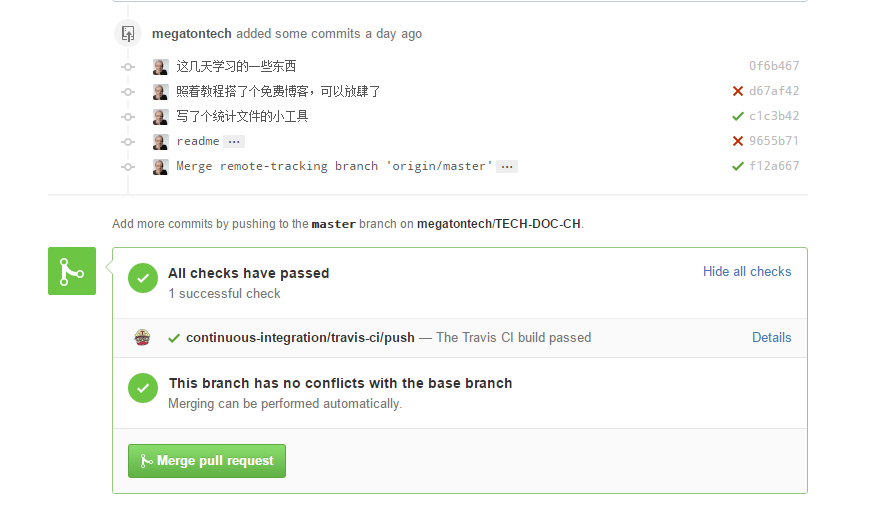 megatontech added some commits a day ago
这几天学习的一些东西 0f6b467
照着教程搭了个免费博客，可以放肆了 d67af42
写了个统计文件的小工具 c1c3b42
readme ... 9655b71
Merge remote-tracking branch 'origin/master' ... f12a667
Add more commits by pushing to the master branch on megatontech/TECH-DOC-CH.
All checks have passed Hide all checks
1 successful check
continuous-integration/travis-ci/push — The Travis CI build passed Details
This branch has no conflicts with the base branch
Merging can be performed automatically.
Merge pull request